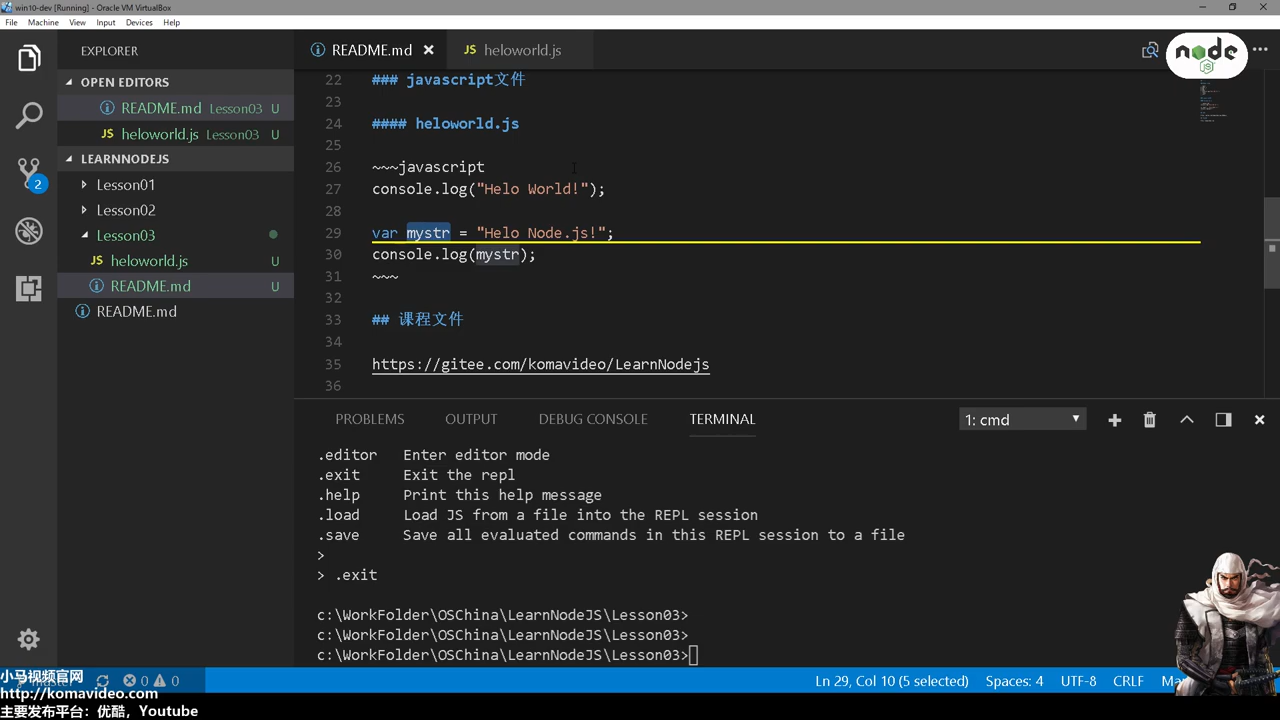 win10-dev [Running] - Oracle VM VirtualBox
File Machine View Input Devices Help
EXPLORER
OPEN EDITORS
README.md Lesson03 U
JS heloworld.js Lesson03 U
LEARNNODEJS
Lesson01
Lesson02
Lesson03
JS heloworld.js U
README.md U
README.md
2
README.md
JS heloworld.js
node
JS
22 ### javascript文件
23
24 #### heloworld.js
25
26 ~~~javascript
27 console.log("Helo World!");
28
29 var mystr = "Helo Node.js!";
30 console.log(mystr);
31 ~~~
32
33 ## 课程文件
34
35 https://gitee.com/komavideo/LearnNodejs
36
PROBLEMS OUTPUT DEBUG CONSOLE TERMINAL
1: cmd
.editor Enter editor mode
.exit Exit the repl
.help Print this help message
.load Load JS from a file into the REPL session
.save Save all evaluated commands in this REPL session to a file
>
> .exit
c:\WorkFolder\OSChina\LearnNodeJS\Lesson03>
c:\WorkFolder\OSChina\LearnNodeJS\Lesson03>
c:\WorkFolder\OSChina\LearnNodeJS\Lesson03>
0 0
Ln 29, Col 10 (5 selected) Spaces: 4 UTF-8 CRLF
小马视频官网
http://komavideo.com
主要发布平台：优酷，Youtube